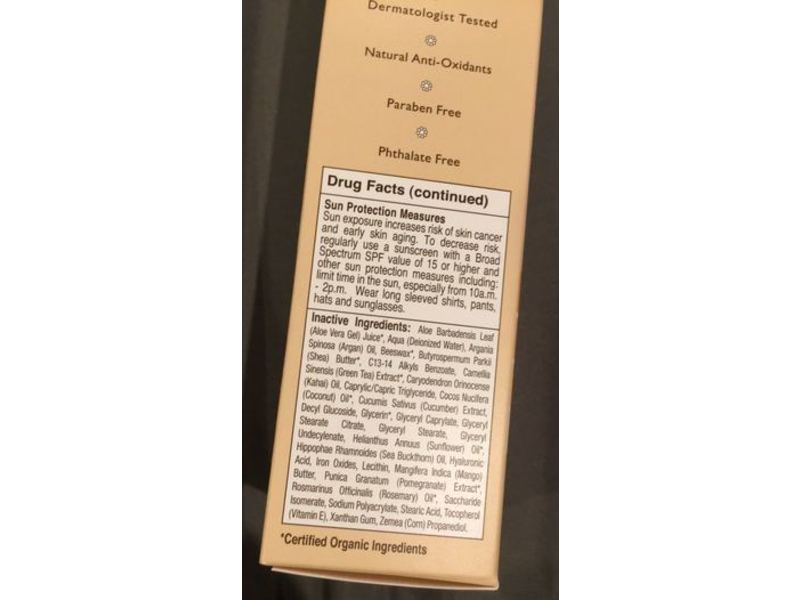 Dermatologist Tested
Natural Anti-Oxidants
Paraben Free
Phthalate Free
Drug Facts (continued)
Sun Protection Measures
Sun exposure increases risk of skin cancer
and early skin aging. To decrease risk,
regularly use a sunscreen with a Broad
Spectrum SPF value of 15 or higher and
other sun protection measures including:
limit time in the sun, especially from 10a.m.
- 2p.m. Wear long sleeved shirts, pants,
hats and sunglasses.
Inactive Ingredients: Aloe Barbadensis Leaf
(Aloe Vera Gel) Juice*, Aqua (Deionized Water), Argania
Spinosa (Argan) Oil, Beeswax*, Butyrospermum Parkii
(Shea) Butter*, C13-14 Alkyls Benzoate, Camellia
Sinensis (Green Tea) Extract*, Caryodendron Orinocense
(Kahai) Oil, Caprylic/Capric Triglyceride, Cocos Nucifera
(Coconut) Oil*, Cucumis Sativus (Cucumber) Extract,
Decyl Glucoside, Glycerin*, Glyceryl Caprylate, Glyceryl
Stearate Citrate, Glyceryl Stearate, Glyceryl
Undecylenate, Helianthus Annuus (Sunflower) Oil*,
Hippophae Rhamnoides (Sea Buckthorn) Oil, Hyaluronic
Acid, Iron Oxides, Lecithin, Mangifera Indica (Mango)
Butter, Punica Granatum (Pomegranate) Extract*,
Rosmarinus Officinalis (Rosemary) Oil*, Saccharide
Isomerate, Sodium Polyacrylate, Stearic Acid, Tocopherol
(Vitamin E), Xanthan Gum, Zemea (Corn) Propanediol.
*Certified Organic Ingredients